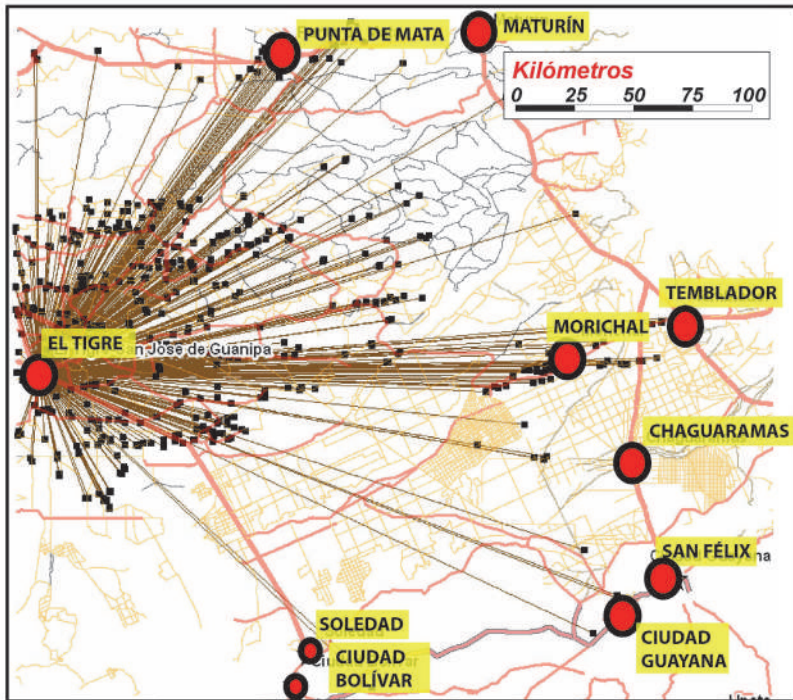 PUNTA DE MATA
MATURÍN
Kilómetros
0 25 50 75 100
TEMBLADOR
MORICHAL
EL TIGRE
n José de Guanipa
CHAGUARAMAS
SAN FÉLIX
SOLEDAD
CIUDAD
BOLÍVAR
CIUDAD
GUAYANA